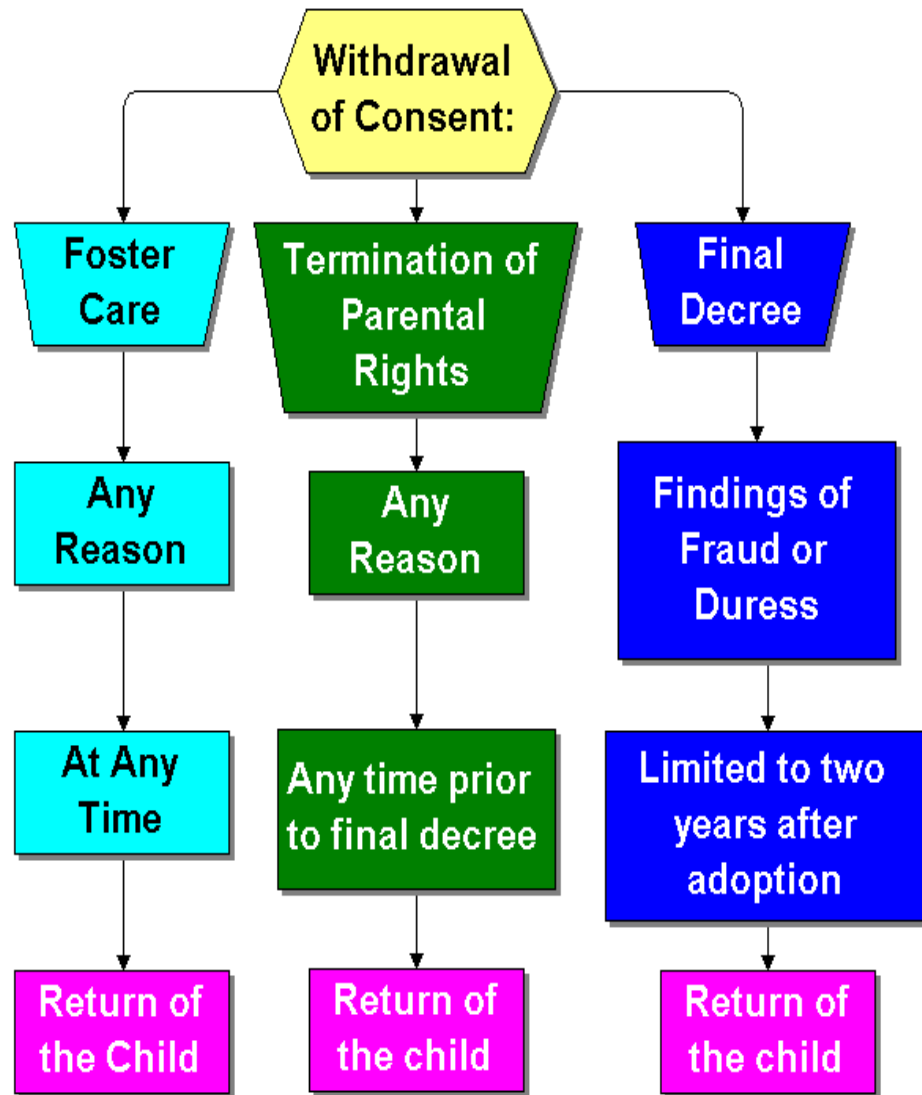 Withdrawal
of Consent:
Foster
Care
Termination of
Parental
Rights
Final
Decree
Any
Reason
Any
Reason
Findings of
Fraud or
Duress
At Any
Time
Any time prior
to final decree
Limited to two
years after
adoption
Return of
the Child
Return of
the child
Return of
the child